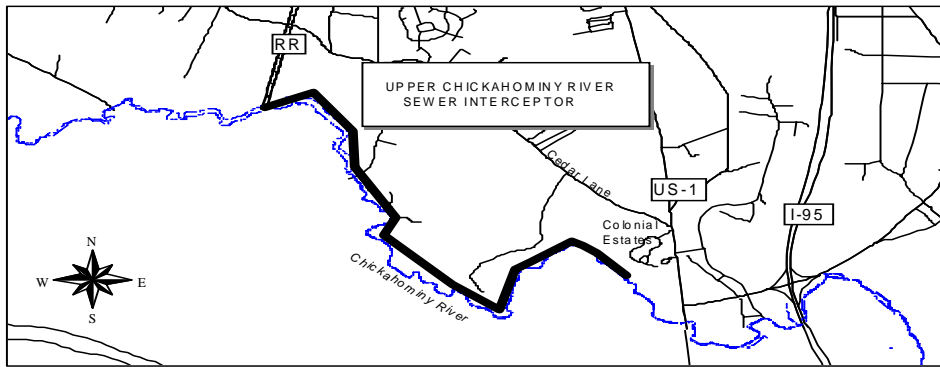 RR
UPPER CHICKAHOMINY RIVER
SEWER INTERCEPTOR
Cedar Lane
US-1
I-95
Colonial
Estates
Chickahominy River
N
W E
S